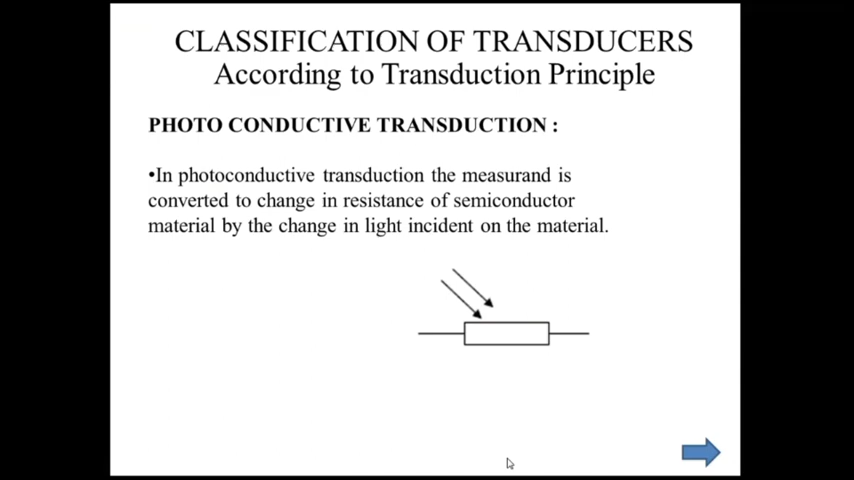 CLASSIFICATION OF TRANSDUCERS
According to Transduction Principle
PHOTO CONDUCTIVE TRANSDUCTION :
•In photoconductive transduction the measurand is
converted to change in resistance of semiconductor
material by the change in light incident on the material.